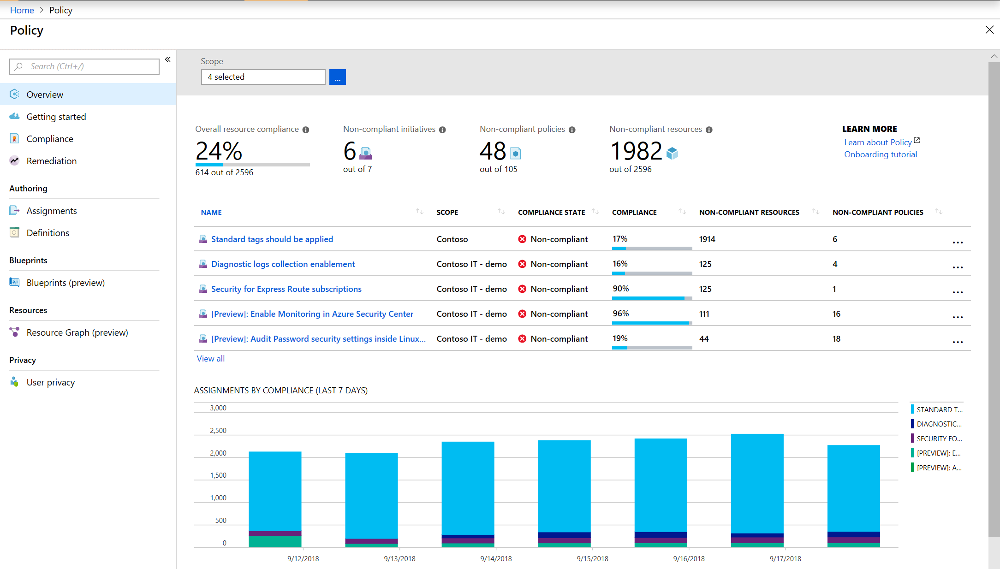 Home > Policy
Policy
Search (Ctrl+/)
Overview
Getting started
Compliance
Remediation
Authoring
Assignments
Definitions
Blueprints
Blueprints (preview)
Resources
Resource Graph (preview)
Privacy
User privacy
Scope
4 selected
...
Overall resource compliance
24%
614 out of 2596
Non-compliant initiatives
6
out of 7
Non-compliant policies
48
out of 105
Non-compliant resources
1982
out of 2596
LEARN MORE
Learn about Policy
Onboarding tutorial
NAME SCOPE COMPLIANCE STATE COMPLIANCE NON-COMPLIANT RESOURCES NON-COMPLIANT POLICIES
Standard tags should be applied Contoso Non-compliant 17% 1914 6 ...
Diagnostic logs collection enablement Contoso IT - demo Non-compliant 16% 125 4 ...
Security for Express Route subscriptions Contoso IT - demo Non-compliant 90% 125 1 ...
[Preview]: Enable Monitoring in Azure Security Center Contoso IT - demo Non-compliant 96% 111 16 ...
[Preview]: Audit Password security settings inside Linux... Contoso IT - demo Non-compliant 19% 44 18 ...
View all
ASSIGNMENTS BY COMPLIANCE (LAST 7 DAYS)
3,000
2,500
2,000
1,500
1,000
500
0
9/12/2018 9/13/2018 9/14/2018 9/15/2018 9/16/2018 9/17/2018
STANDARD T...
DIAGNOSTIC...
SECURITY FO...
[PREVIEW]: E...
[PREVIEW]: A...